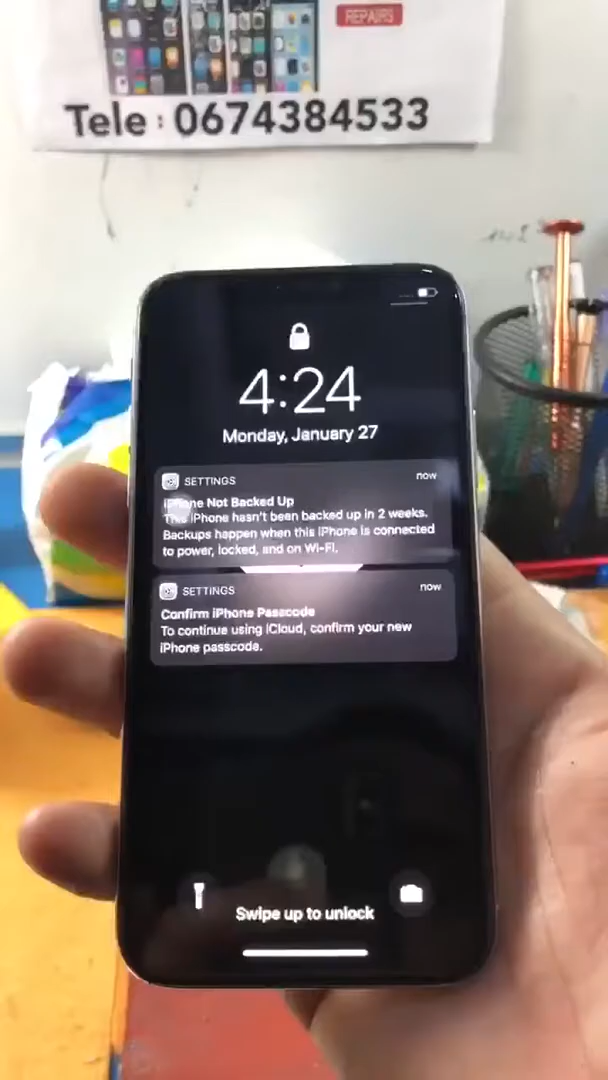 REPAIRS
Tele : 0674384533
4:24
Monday, January 27
SETTINGS now
iPhone Not Backed Up
This iPhone hasn't been backed up in 2 weeks.
Backups happen when this iPhone is connected
to power, locked, and on Wi-Fi.
SETTINGS now
Confirm iPhone Passcode
To continue using iCloud, confirm your new
iPhone passcode.
Swipe up to unlock